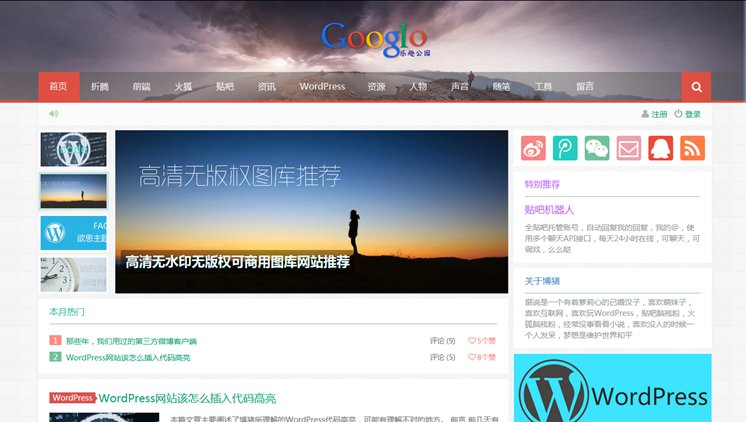 Googlo
乐趣公园
首页 折腾 前端 火狐 贴吧 资讯 WordPress 资源 人物 声音 随笔 工具 留言
注册 登录
高清无版权图库推荐
高清无水印无版权可商用图库网站推荐
FAQ
欲思主题
本月热门
1 那些年，我们用过的第三方微博客户端 评论 (9) 5个赞
2 WordPress网站该怎么插入代码高亮 评论 (5) 8个赞
WordPress WordPress网站该怎么插入代码高亮
本篇文章主要阐述了博猪所理解的WordPress代码高亮，可能有理解不对的地方。 前言 前几天有
特别推荐
贴吧机器人
全贴吧托管账号，自动回复我的回复，我的@，使
用多个聊天API接口，每天24小时在线，可聊天，可
调戏，么么哒
关于博猪
据说是一个有着萝莉心的已婚汉子，喜欢萌妹子，
喜欢互联网，喜欢玩WordPress，贴吧脑残粉，火
狐脑残粉，经常没事看看小说，喜欢没人的时候一
个人发呆，梦想是维护世界和平
WordPress